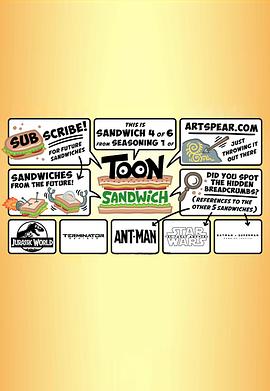 SUBSCRIBE!
FOR FUTURE
SANDWICHES
THIS IS
SANDWICH 4 OF 6
FROM SEASONING 1 OF
TOON
SANDWICH
ARTSPEAR.COM
JUST
THROWING IT
OUT THERE
SANDWICHES
FROM THE FUTURE!
DID YOU SPOT
THE HIDDEN
BREADCRUMBS?
(REFERENCES TO
THE OTHER 5 SANDWICHES)
JURASSIC WORLD
TERMINATOR
ANT-MAN
STAR
WARS
BATMAN v SUPERMAN